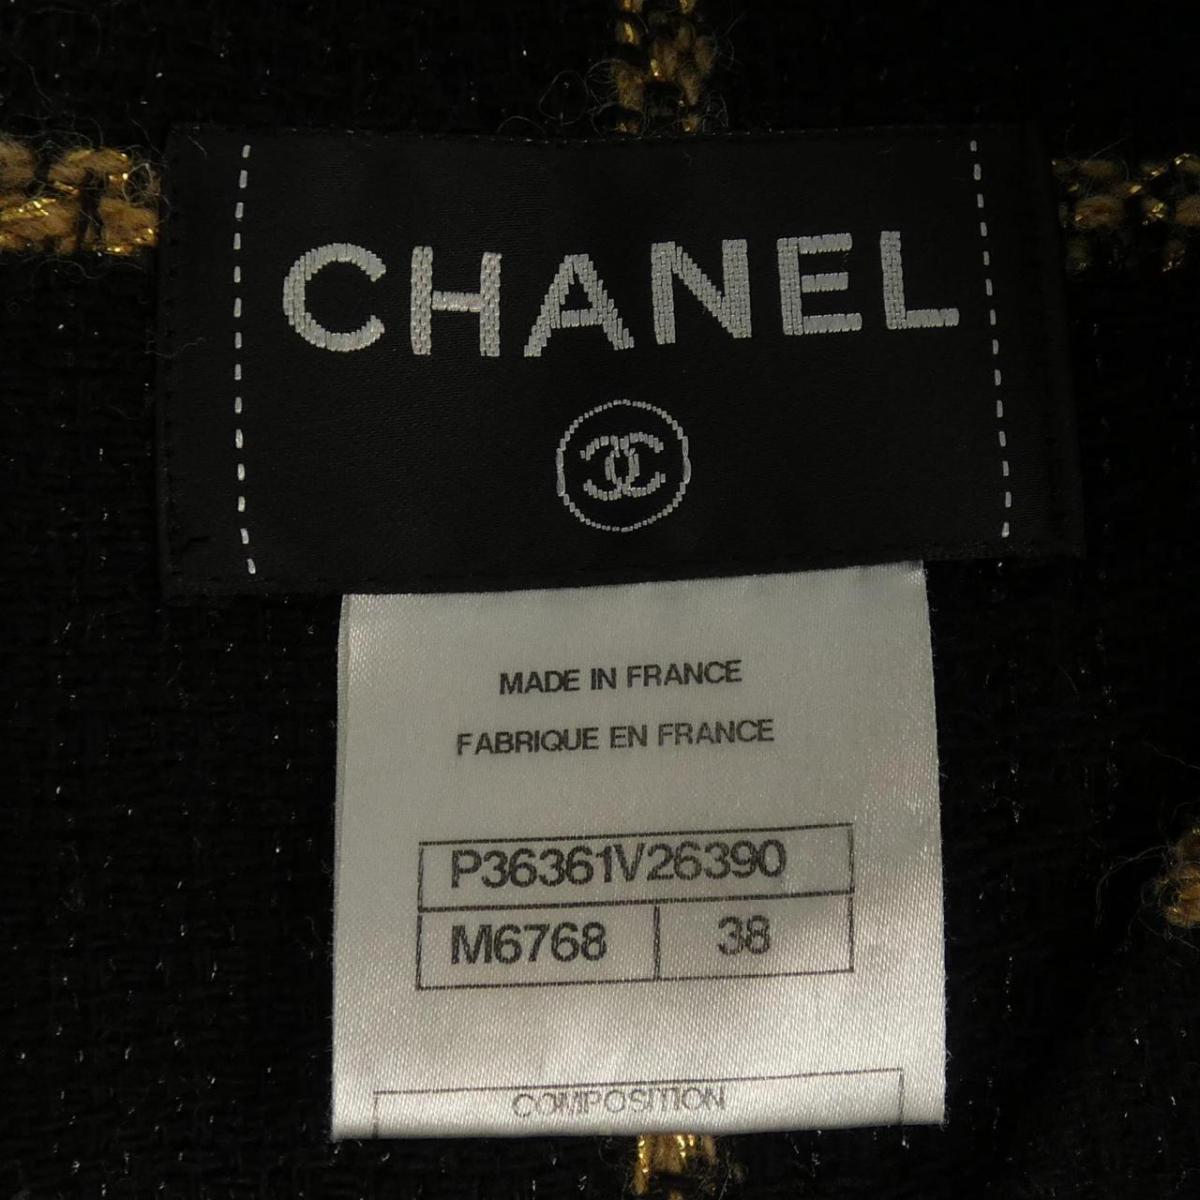 CHANEL
MADE IN FRANCE
FABRIQUE EN FRANCE
P36361V26390
M6768 38
COMPOSITION